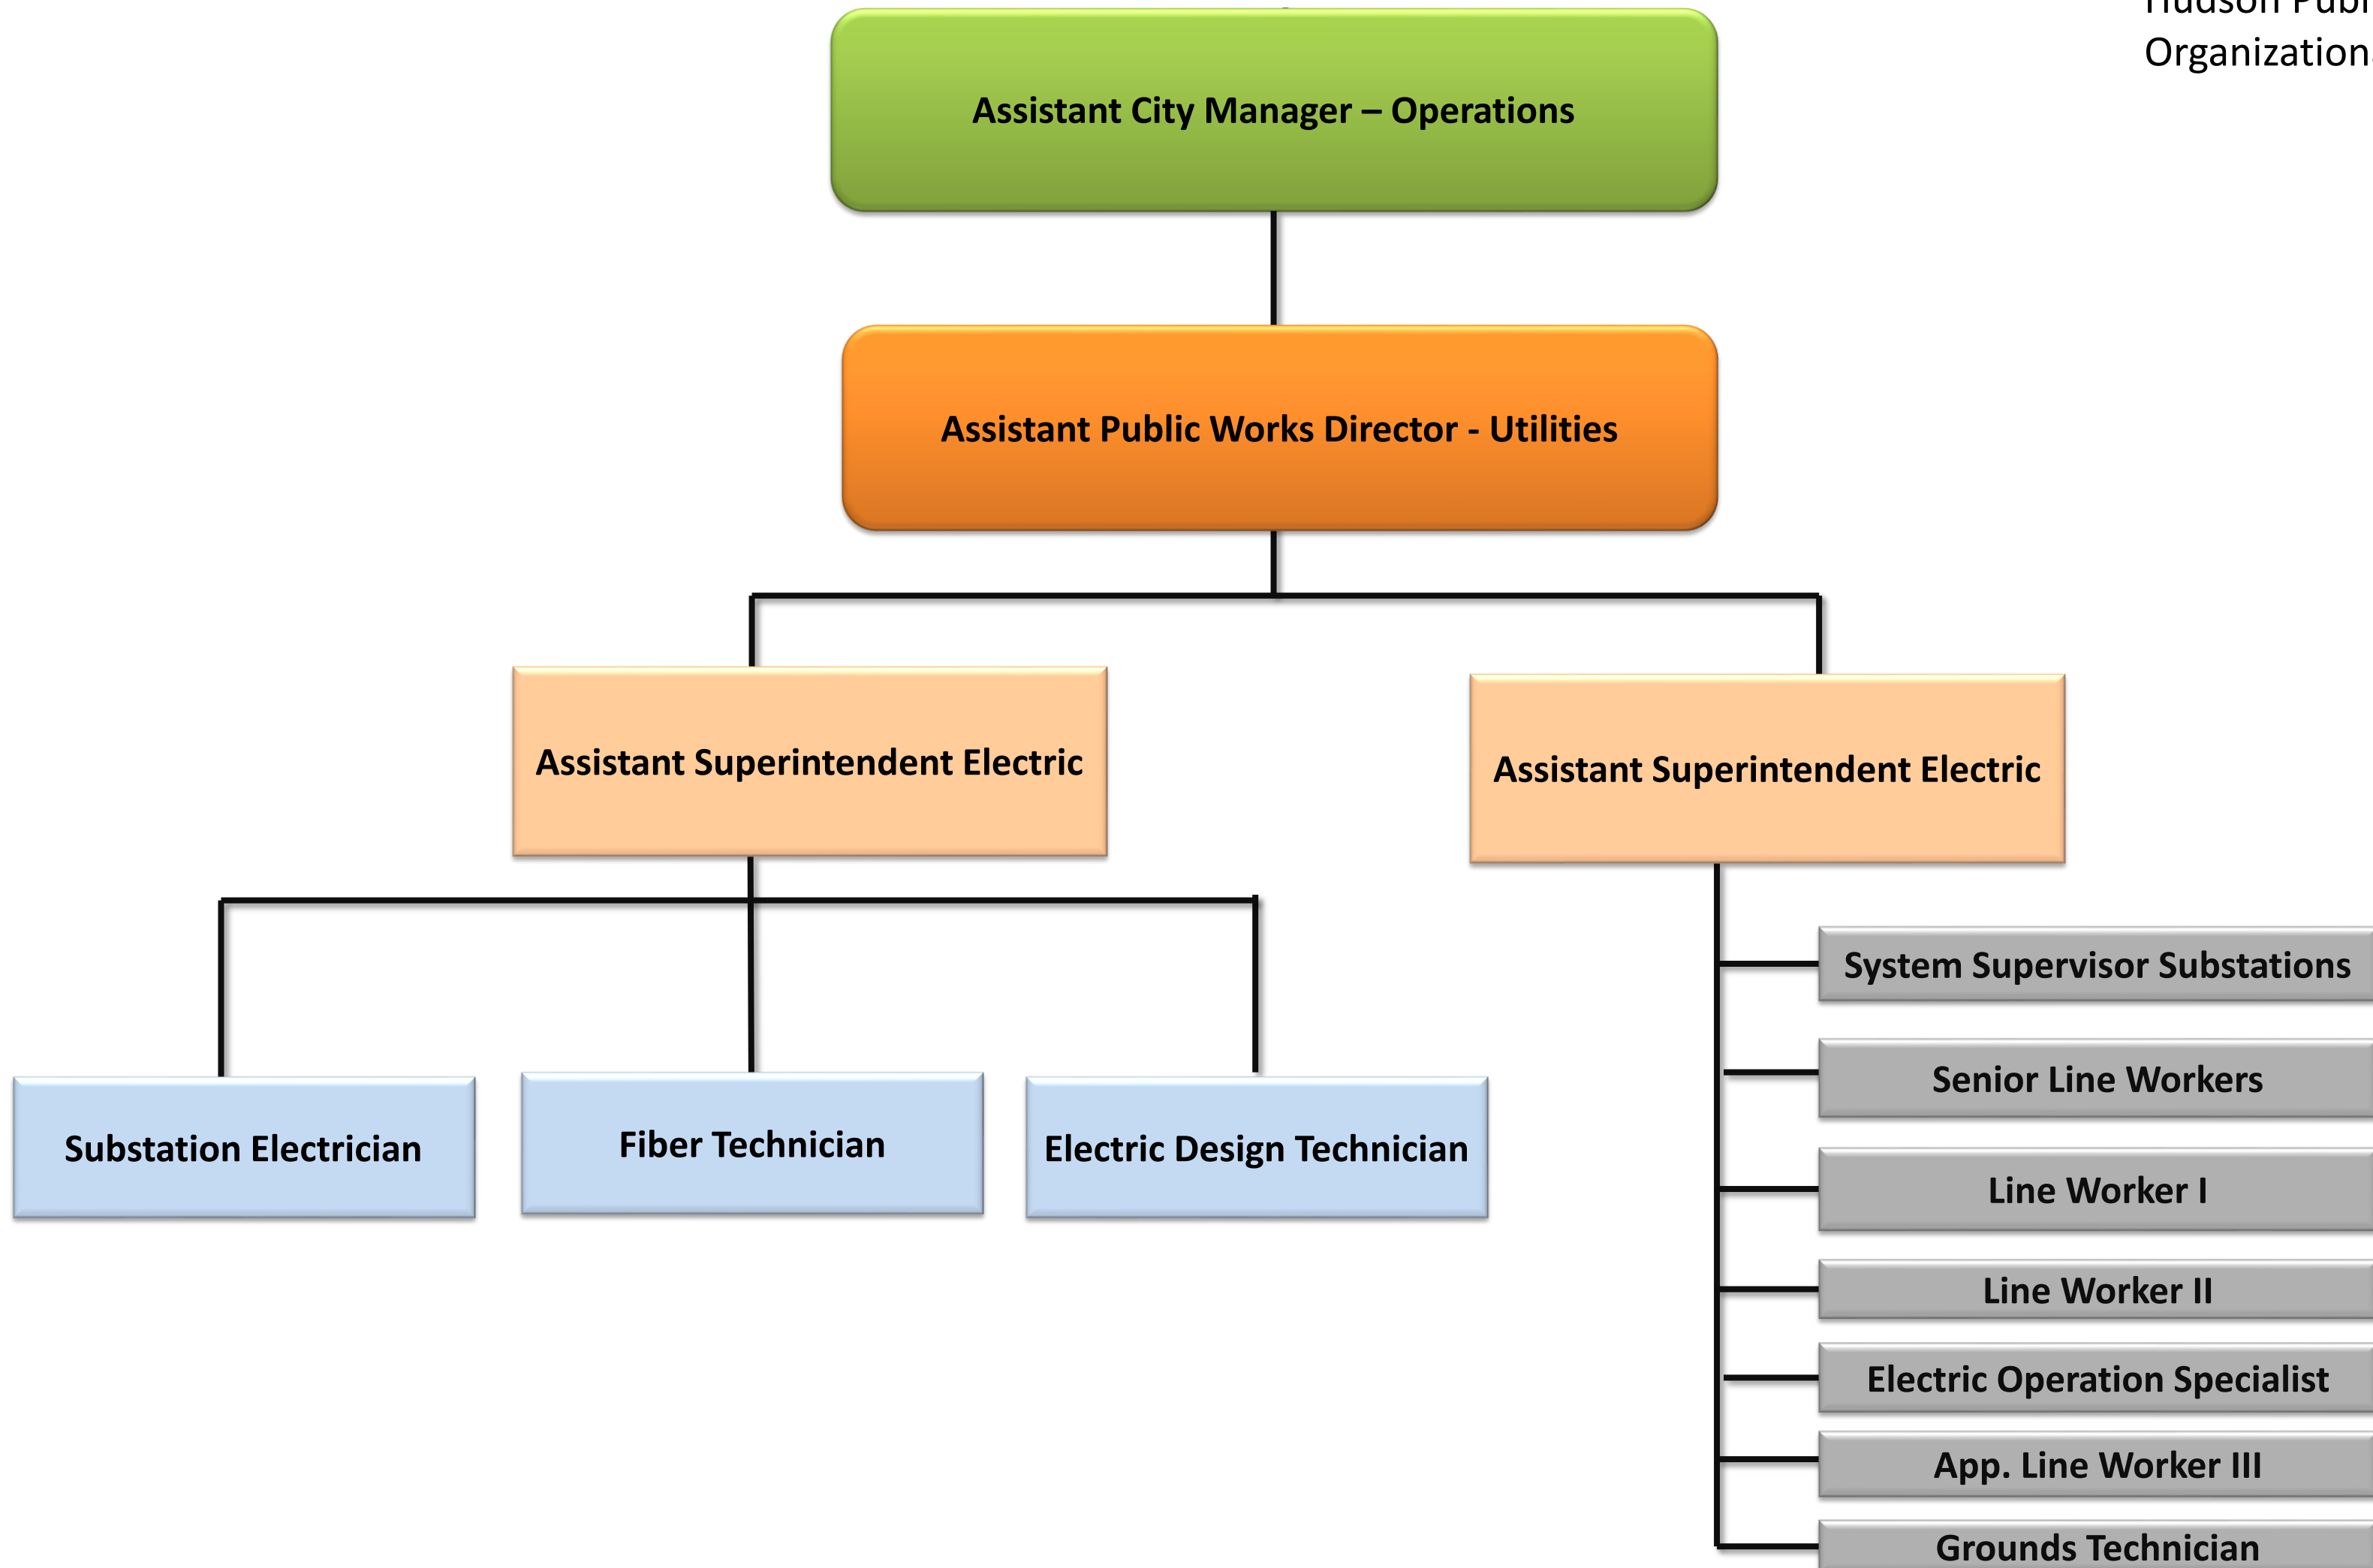 Hudson
Organization
Assistant City Manager – Operations
Assistant Public Works Director - Utilities
Assistant Superintendent Electric
Assistant Superintendent Electric
Substation Electrician
Fiber Technician
Electric Design Technician
System Supervisor Substations
Senior Line Workers
Line Worker I
Line Worker II
Electric Operation Specialist
App. Line Worker III
Grounds Technician